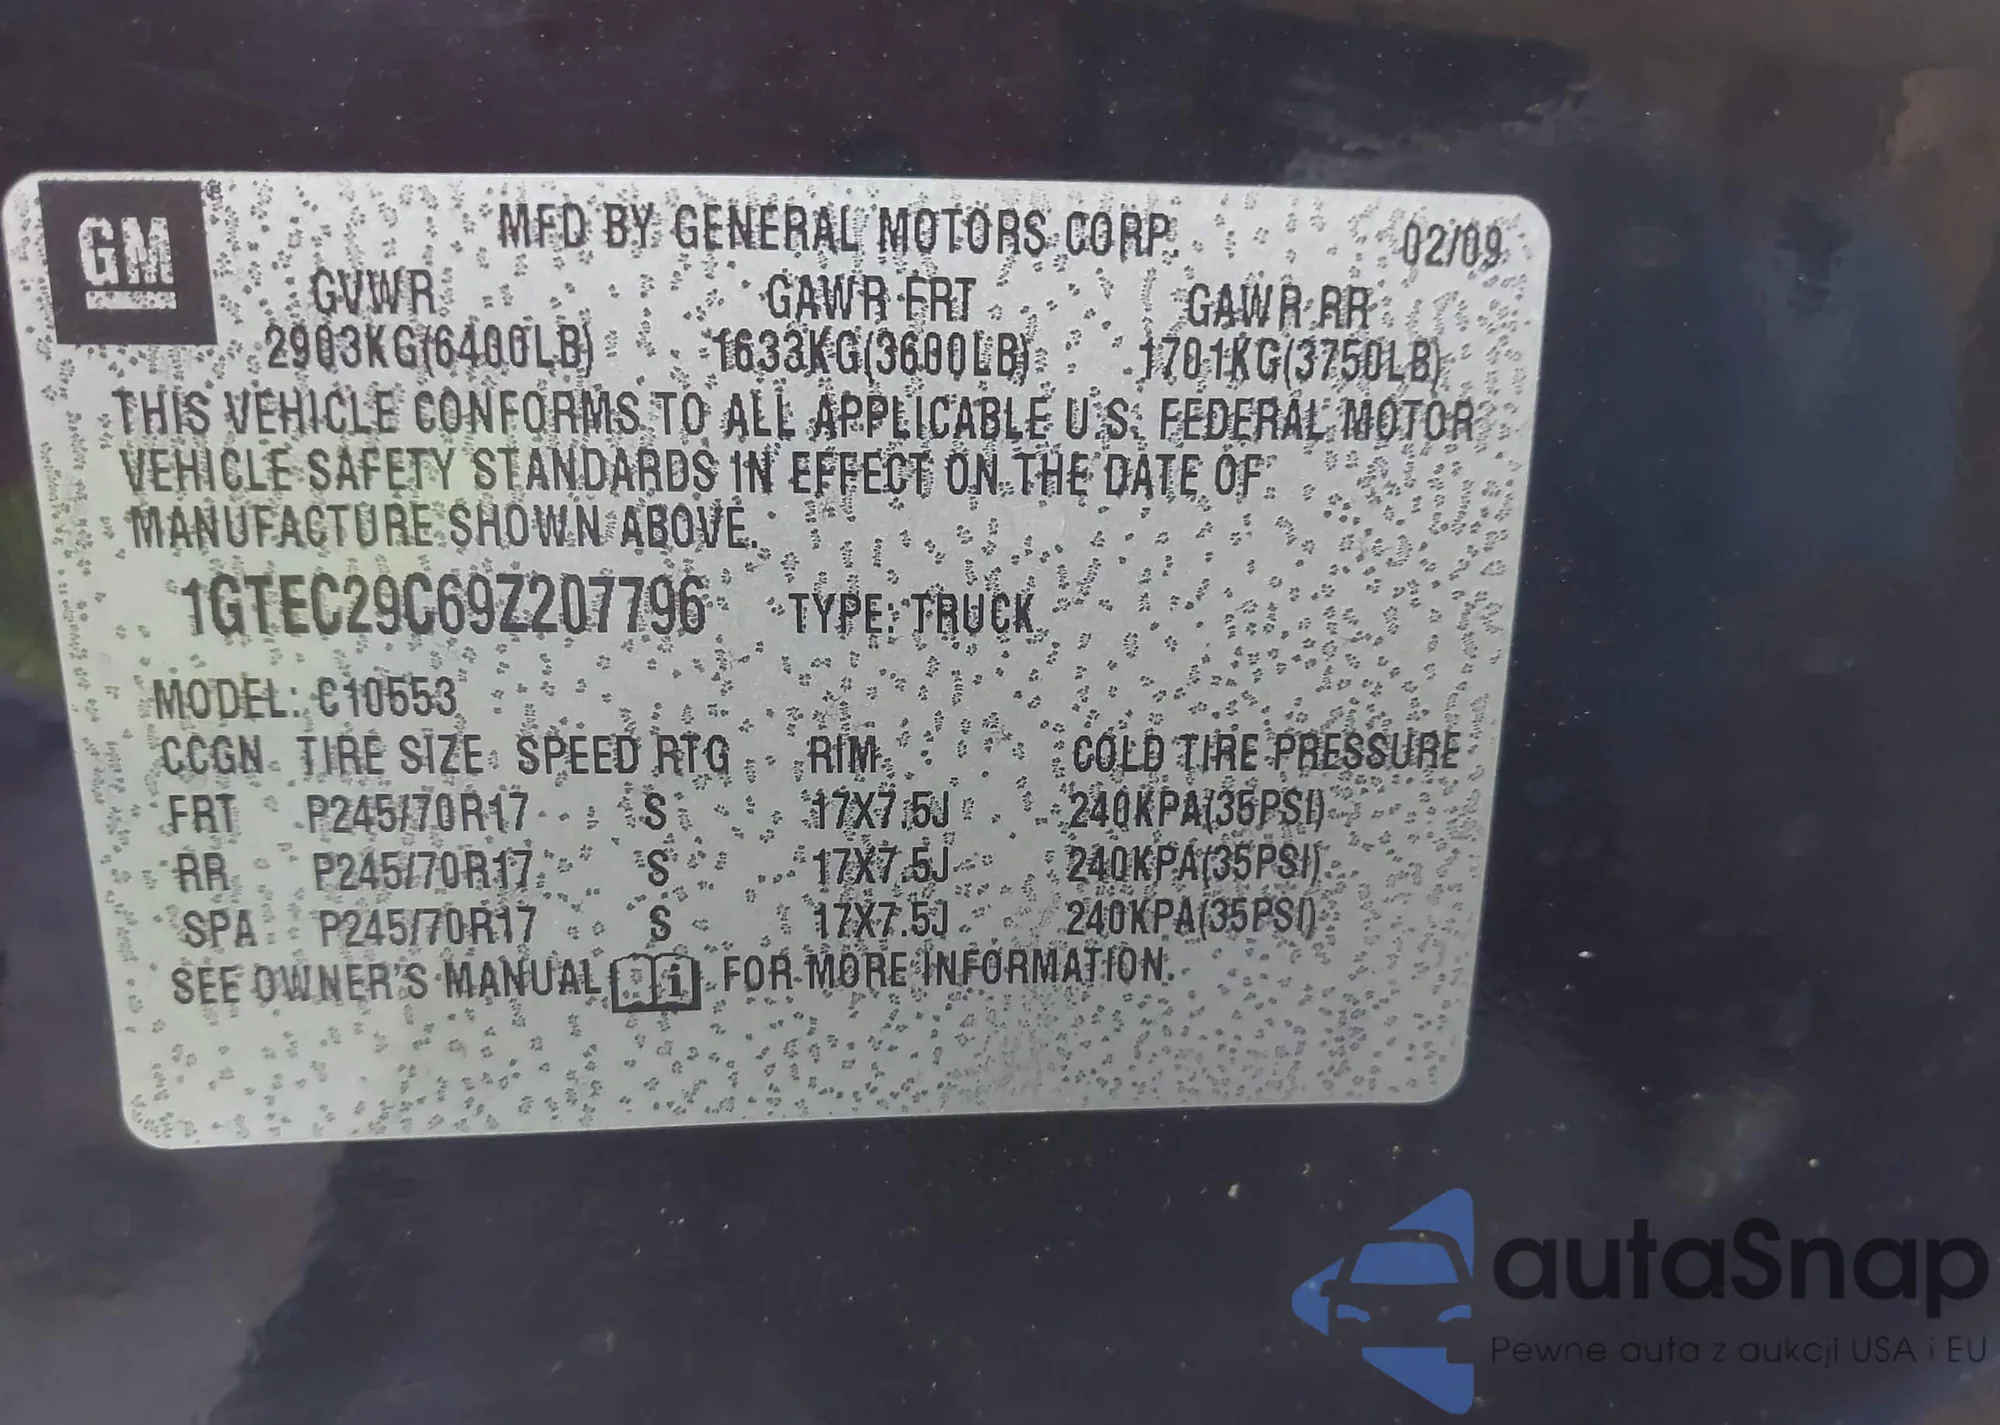 GM
MFD BY GENERAL MOTORS CORP. 02/09
GVWR GAWR FRT GAWR RR
2903KG(6400LB) 1633KG(3600LB) 1701KG(3750LB)
THIS VEHICLE CONFORMS TO ALL APPLICABLE U.S. FEDERAL MOTOR
VEHICLE SAFETY STANDARDS IN EFFECT ON THE DATE OF
MANUFACTURE SHOWN ABOVE.
1GTEC29C69Z207796 TYPE: TRUCK
MODEL: C10553
CCGN TIRE SIZE SPEED RTG RIM COLD TIRE PRESSURE
FRT P245/70R17 S 17X7.5J 240KPA(35PSI)
RR P245/70R17 S 17X7.5J 240KPA(35PSI)
SPA P245/70R17 S 17X7.5J 240KPA(35PSI)
SEE OWNER'S MANUAL i FOR MORE INFORMATION.
autaSnap
Pewne auta z aukcji USA i EU